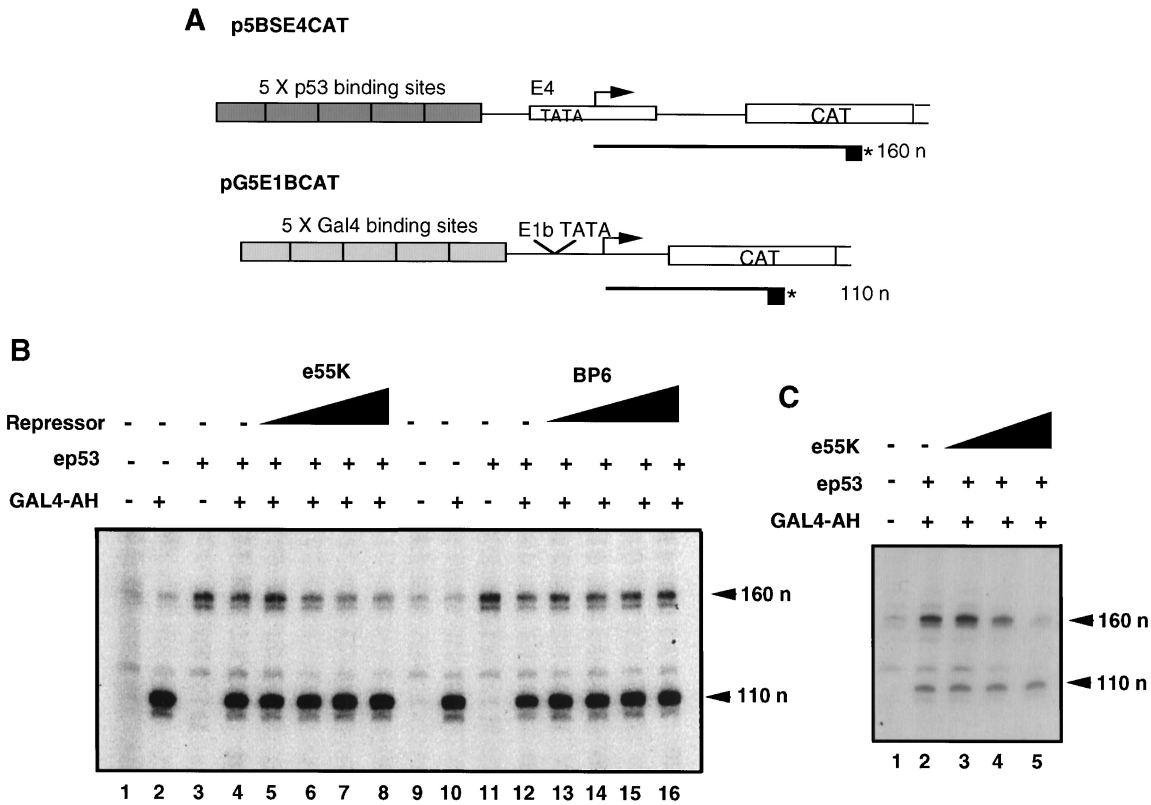 A
p5BSE4CAT
5 X p53 binding sites
E4
TATA
CAT
* 160 n
pG5E1BCAT
5 X Gal4 binding sites
E1b TATA
CAT
*
110 n
B
e55K
BP6
Repressor - - - - - - - -
ep53 - - + + + + + + - - + + + + + +
GAL4-AH - + - + + + + + - + - + + + + +
160 n
110 n
1 2 3 4 5 6 7 8 9 10 11 12 13 14 15 16
C
e55K - -
ep53 - + + + +
GAL4-AH - + + + +
160 n
110 n
1 2 3 4 5